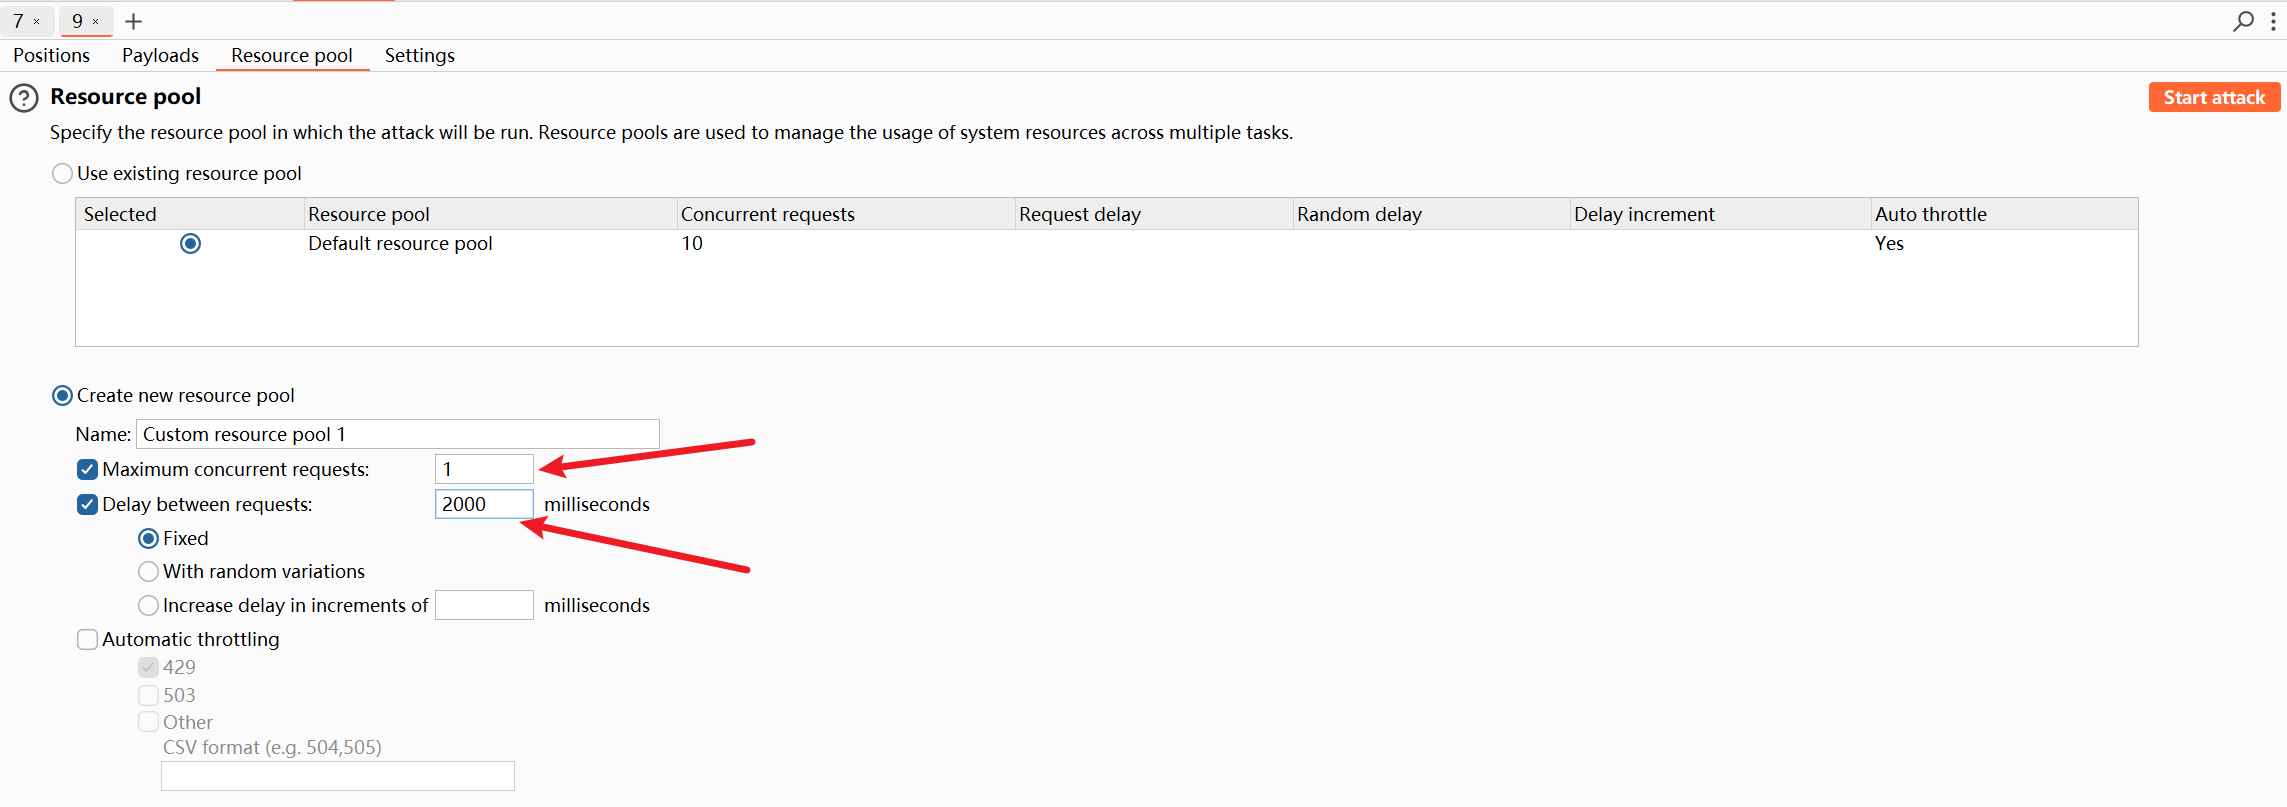 7 × 9 × +
Positions Payloads Resource pool Settings
Resource pool
Start attack
Specify the resource pool in which the attack will be run. Resource pools are used to manage the usage of system resources across multiple tasks.
Use existing resource pool
Selected Resource pool Concurrent requests Request delay Random delay Delay increment Auto throttle
Default resource pool 10 Yes
Create new resource pool
Name: Custom resource pool 1
Maximum concurrent requests: 1
Delay between requests: 2000 milliseconds
Fixed
With random variations
Increase delay in increments of milliseconds
Automatic throttling
429
503
Other
CSV format (e.g. 504,505)